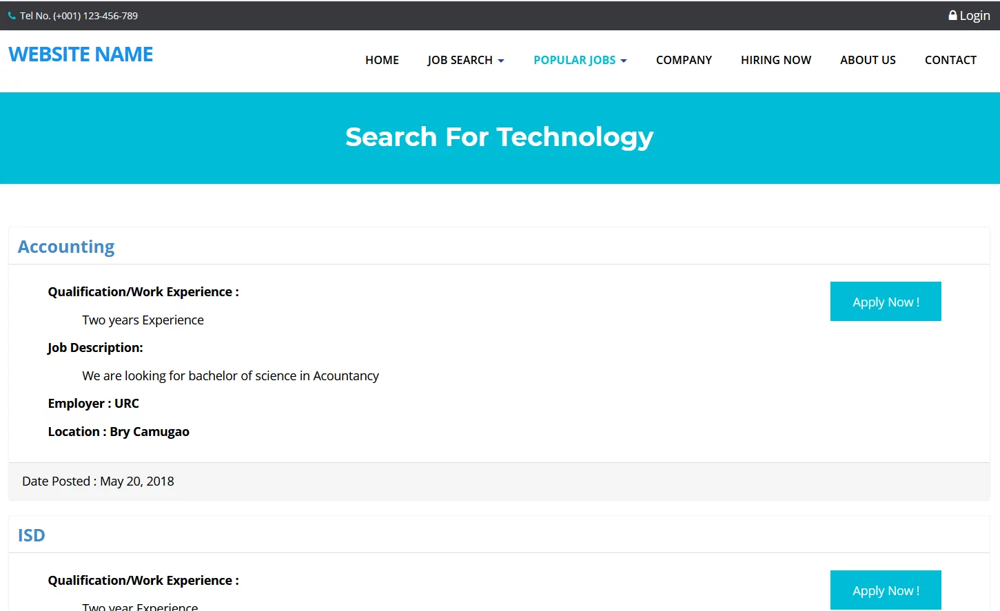 Tel No. (+001) 123-456-789
Login
WEBSITE NAME
HOME JOB SEARCH POPULAR JOBS COMPANY HIRING NOW ABOUT US CONTACT
Search For Technology
Accounting
Qualification/Work Experience :
Apply Now !
Two years Experience
Job Description:
We are looking for bachelor of science in Acountancy
Employer : URC
Location : Bry Camugao
Date Posted : May 20, 2018
ISD
Qualification/Work Experience :
Apply Now !
Two year Experience